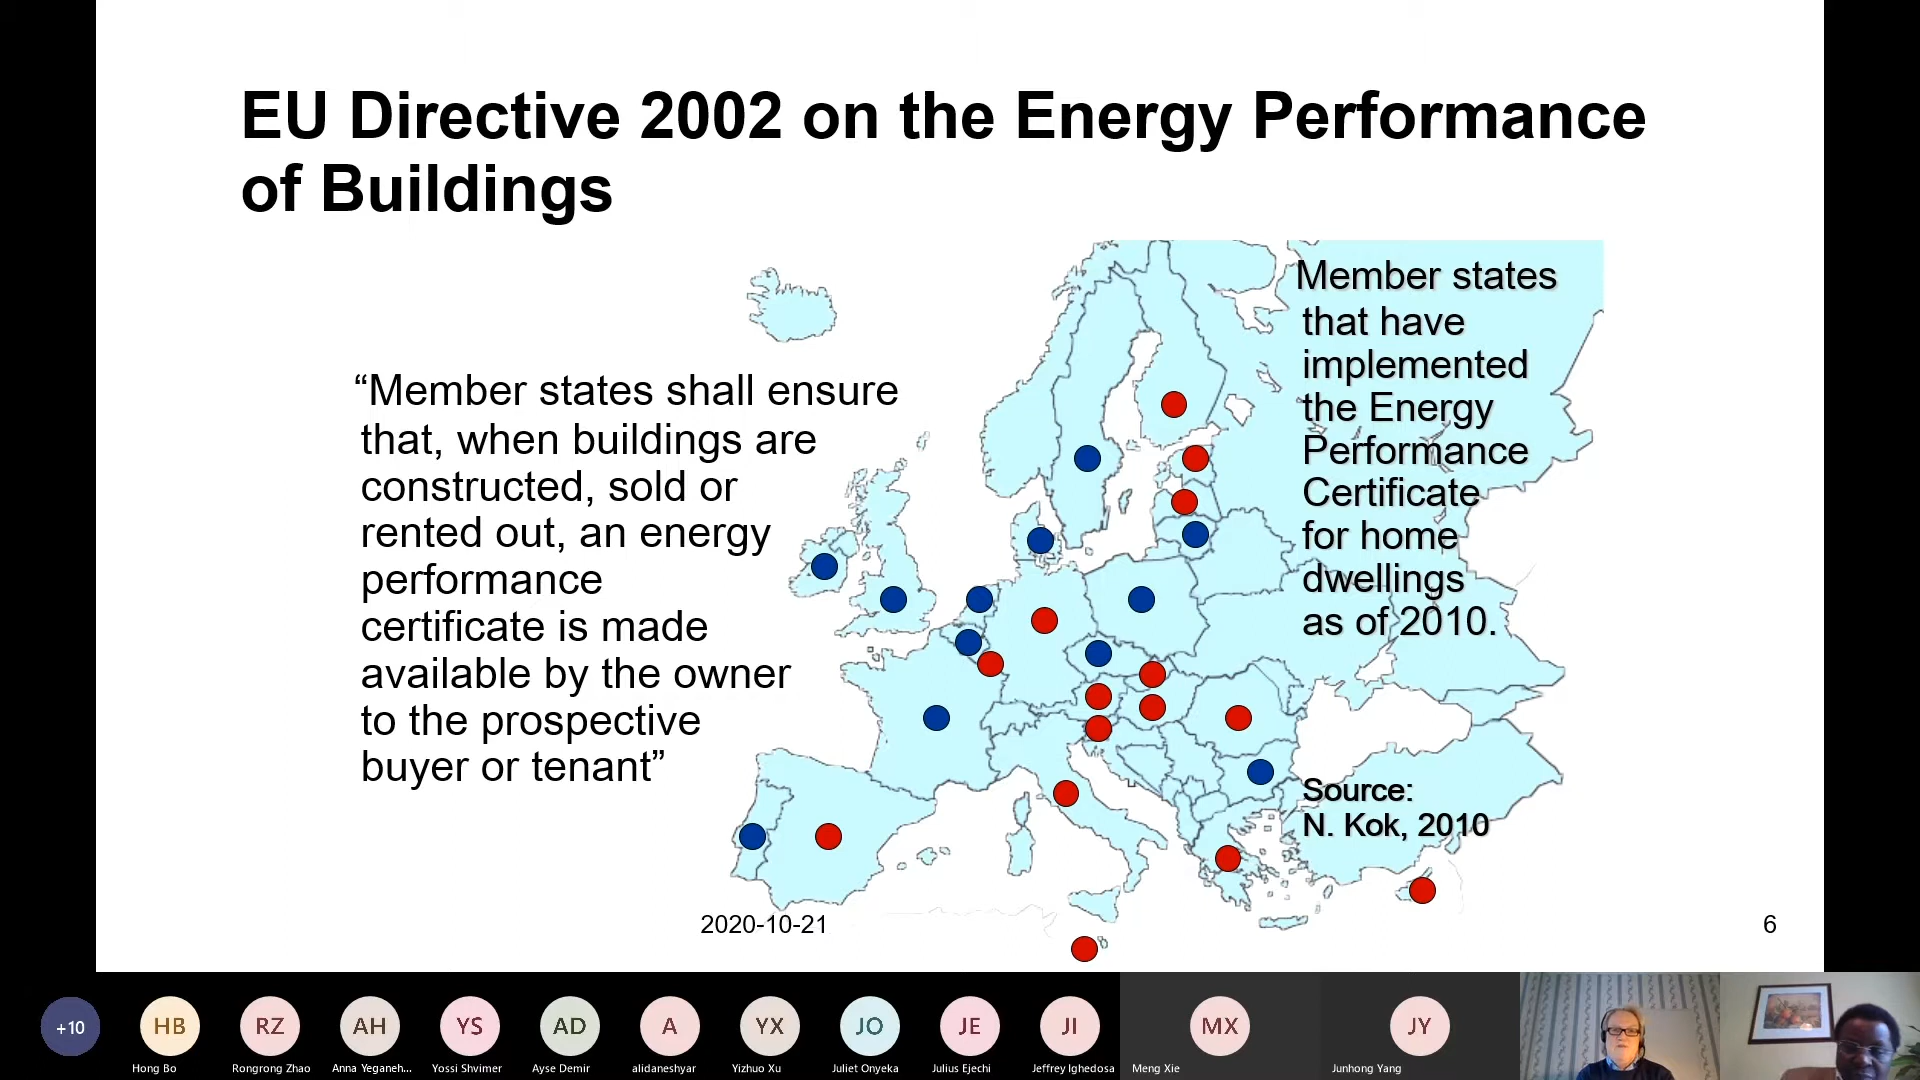 EU Directive 2002 on the Energy Performance
of Buildings
“Member states shall ensure
that, when buildings are
constructed, sold or
rented out, an energy
performance
certificate is made
available by the owner
to the prospective
buyer or tenant”
Member states
that have
implemented
the Energy
Performance
Certificate
for home
dwellings
as of 2010.
Source:
N. Kok, 2010
2020-10-21
6
+10
HB
RZ
AH
YS
AD
A
YX
JO
JE
JI
MX
JY
Hong Bo
Rongrong Zhao
Anna Yeganeh...
Yossi Shvimer
Ayse Demir
alidaneshyar
Yizhuo Xu
Juliet Onyeka
Julius Ejechi
Jeffrey Ighedosa
Meng Xie
Junhong Yang